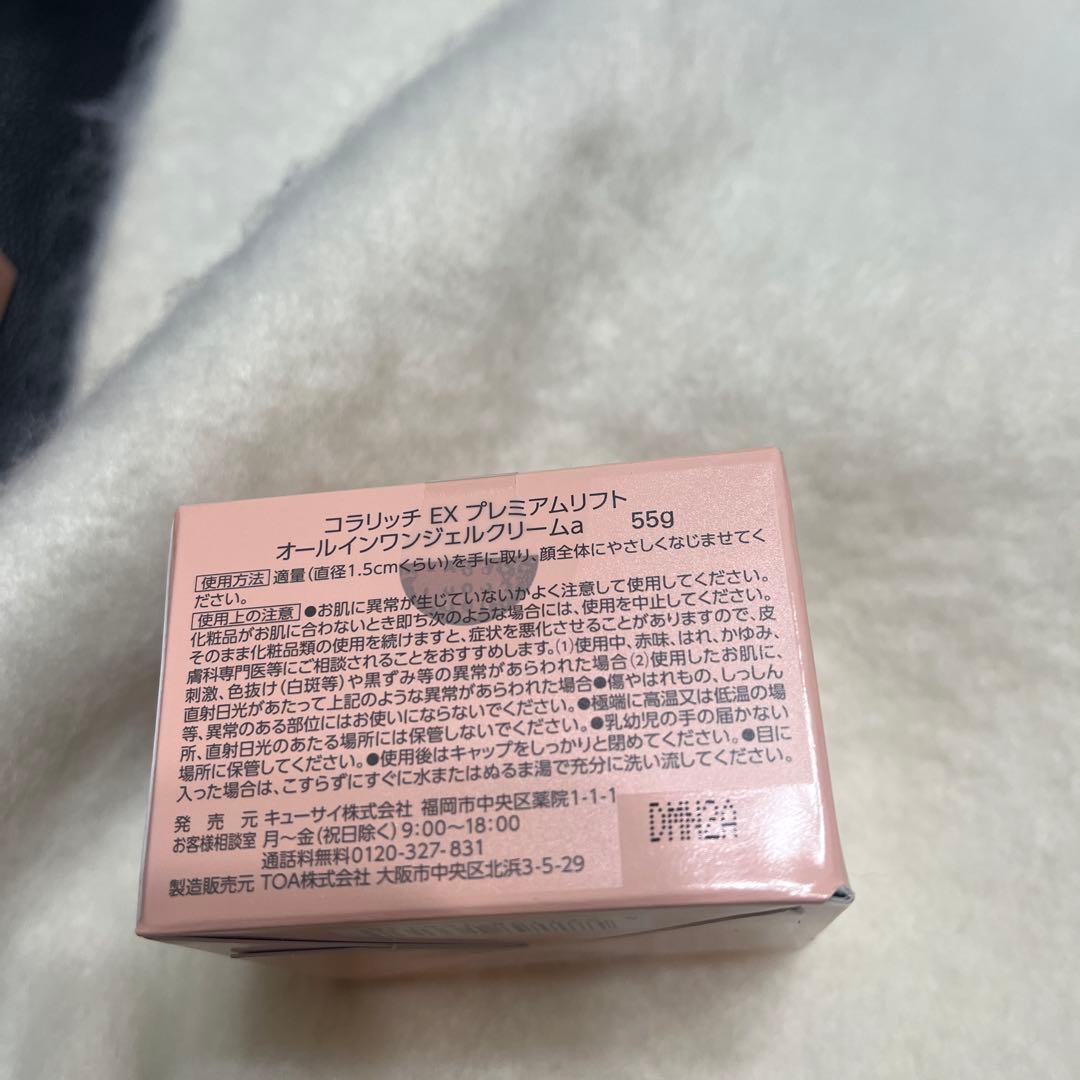 コラリッチ EX プレミアムリフト
オールインワンジェルクリームa 55g
使用方法 適量(直径1.5cmくらい)を手に取り、顔全体にやさしくなじませてく
ださい。
使用上の注意 ●お肌に異常が生じていないかよく注意して使用してください。
化粧品がお肌に合わないとき即ち次のような場合には、使用を中止してください。
そのまま化粧品類の使用を続けますと、症状を悪化させることがありますので、皮
膚科専門医等にご相談されることをおすすめします。(1)使用中、赤味、はれ、かゆみ、
刺激、色抜け(白斑等)や黒ずみ等の異常があらわれた場合(2)使用したお肌に、
直射日光があたって上記のような異常があらわれた場合●傷やはれもの、しっしん
等、異常のある部位にはお使いにならないでください。●極端に高温又は低温の場
所、直射日光のあたる場所には保管しないでください。●乳幼児の手の届かない
場所に保管してください。●使用後はキャップをしっかりと閉めてください。●目に
入った場合は、こすらずにすぐに水またはぬるま湯で充分に洗い流してください。
発売元 キューサイ株式会社 福岡市中央区薬院1-1-1
お客様相談室 月〜金(祝日除く)9:00〜18:00
通話料無料0120-327-831
製造販売元 TOA株式会社 大阪市中央区北浜3-5-29